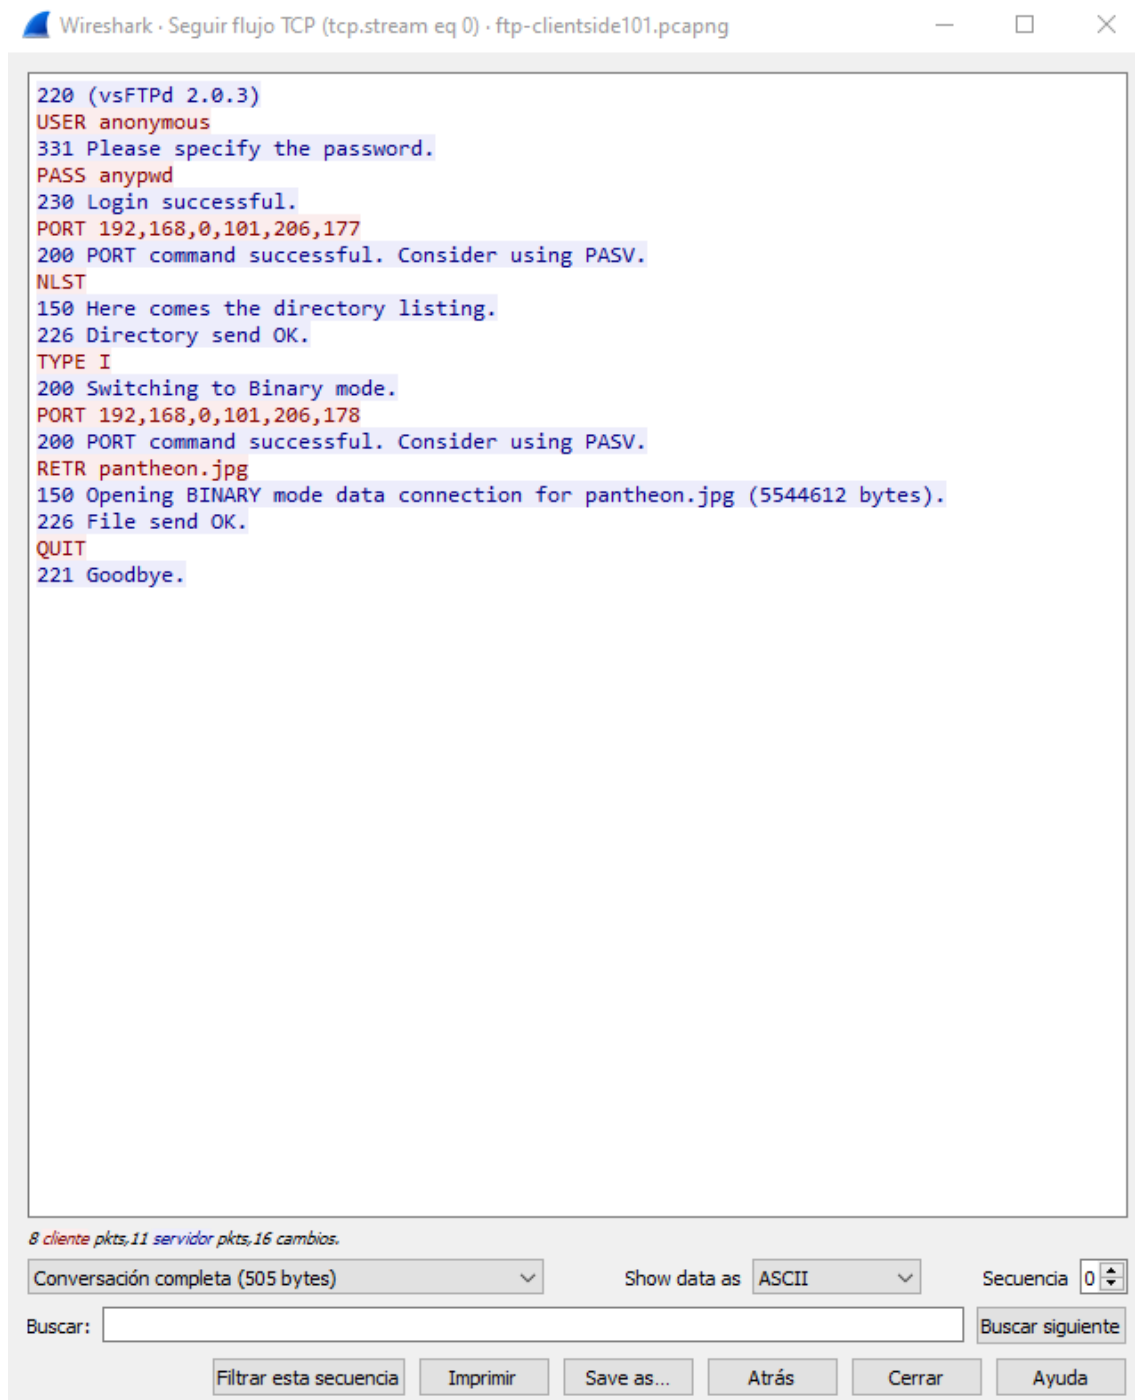 Wireshark · Seguir flujo TCP (tcp.stream eq 0) · ftp-clientside101.pcapng
220 (vsFTPd 2.0.3)
USER anonymous
331 Please specify the password.
PASS anypwd
230 Login successful.
PORT 192,168,0,101,206,177
200 PORT command successful. Consider using PASV.
NLST
150 Here comes the directory listing.
226 Directory send OK.
TYPE I
200 Switching to Binary mode.
PORT 192,168,0,101,206,178
200 PORT command successful. Consider using PASV.
RETR pantheon.jpg
150 Opening BINARY mode data connection for pantheon.jpg (5544612 bytes).
226 File send OK.
QUIT
221 Goodbye.
8 cliente pkts,11 servidor pkts,16 cambios.
Conversación completa (505 bytes) Show data as ASCII Secuencia 0
Buscar: Buscar siguiente
Filtrar esta secuencia Imprimir Save as... Atrás Cerrar Ayuda